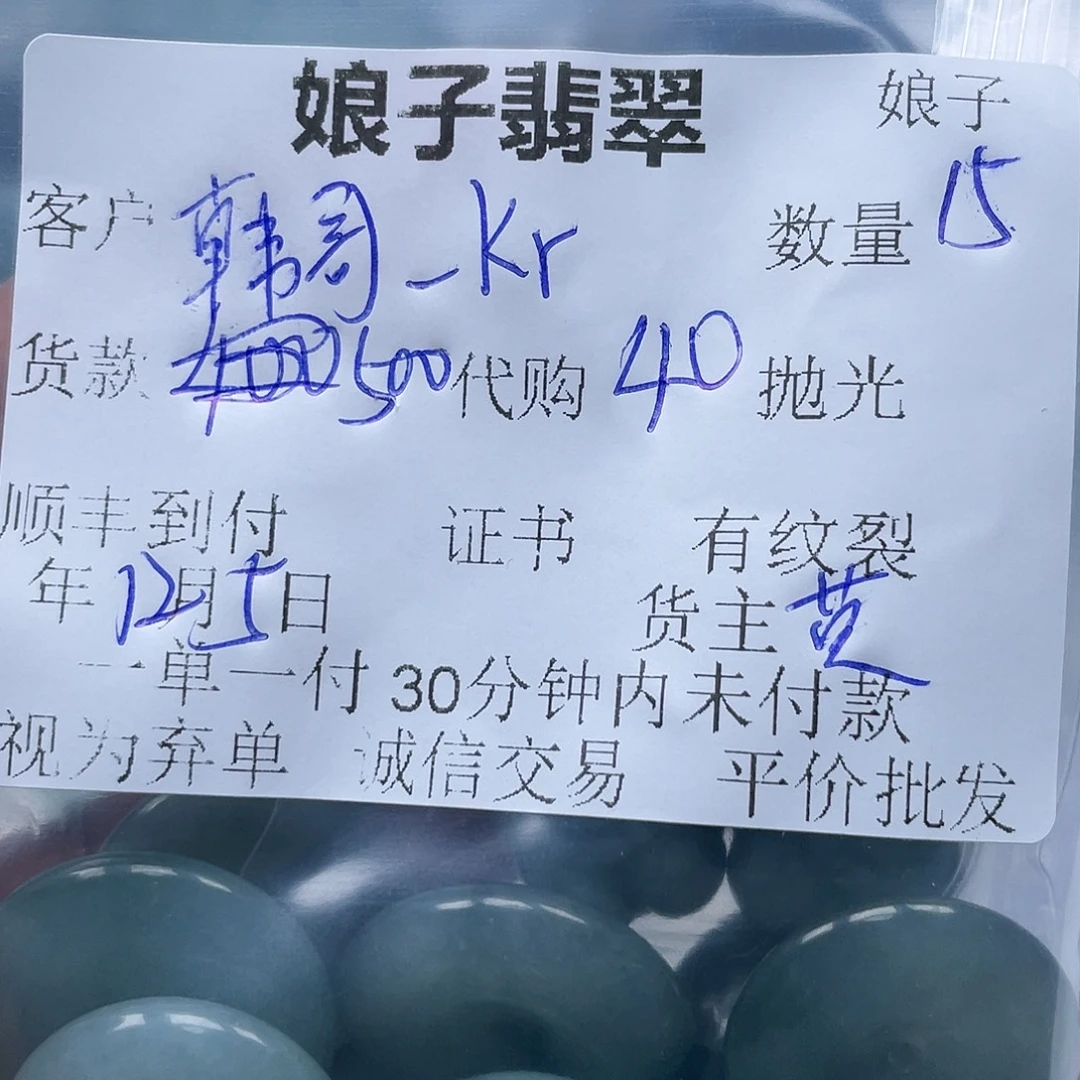 娘子翡翠 娘子
客户 韩司-Kr 数量 15
货款 500 代购 40 抛光
顺丰到付 证书 有纹裂
年12月5日 货主 芝
一单一付 30分钟内未付款
视为弃单 诚信交易 平价批发